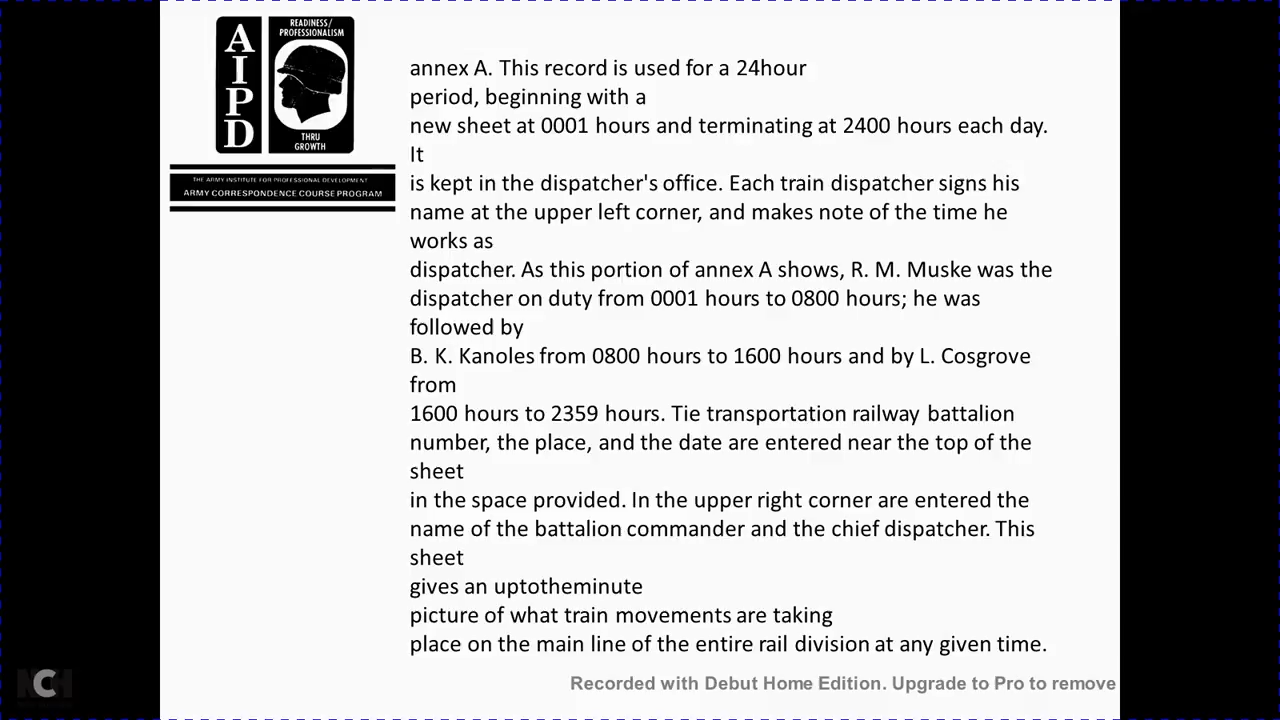 AIPD
READINESS/
PROFESSIONALISM
THRU
GROWTH
THE ARMY INSTITUTE FOR PROFESSIONAL DEVELOPMENT
ARMY CORRESPONDENCE COURSE PROGRAM
annex A. This record is used for a 24hour
period, beginning with a
new sheet at 0001 hours and terminating at 2400 hours each day.
It
is kept in the dispatcher's office. Each train dispatcher signs his
name at the upper left corner, and makes note of the time he
works as
dispatcher. As this portion of annex A shows, R. M. Muske was the
dispatcher on duty from 0001 hours to 0800 hours; he was
followed by
B. K. Kanoles from 0800 hours to 1600 hours and by L. Cosgrove
from
1600 hours to 2359 hours. Tie transportation railway battalion
number, the place, and the date are entered near the top of the
sheet
in the space provided. In the upper right corner are entered the
name of the battalion commander and the chief dispatcher. This
sheet
gives an uptotheminute
picture of what train movements are taking
place on the main line of the entire rail division at any given time.
NCH
Recorded with Debut Home Edition. Upgrade to Pro to remove